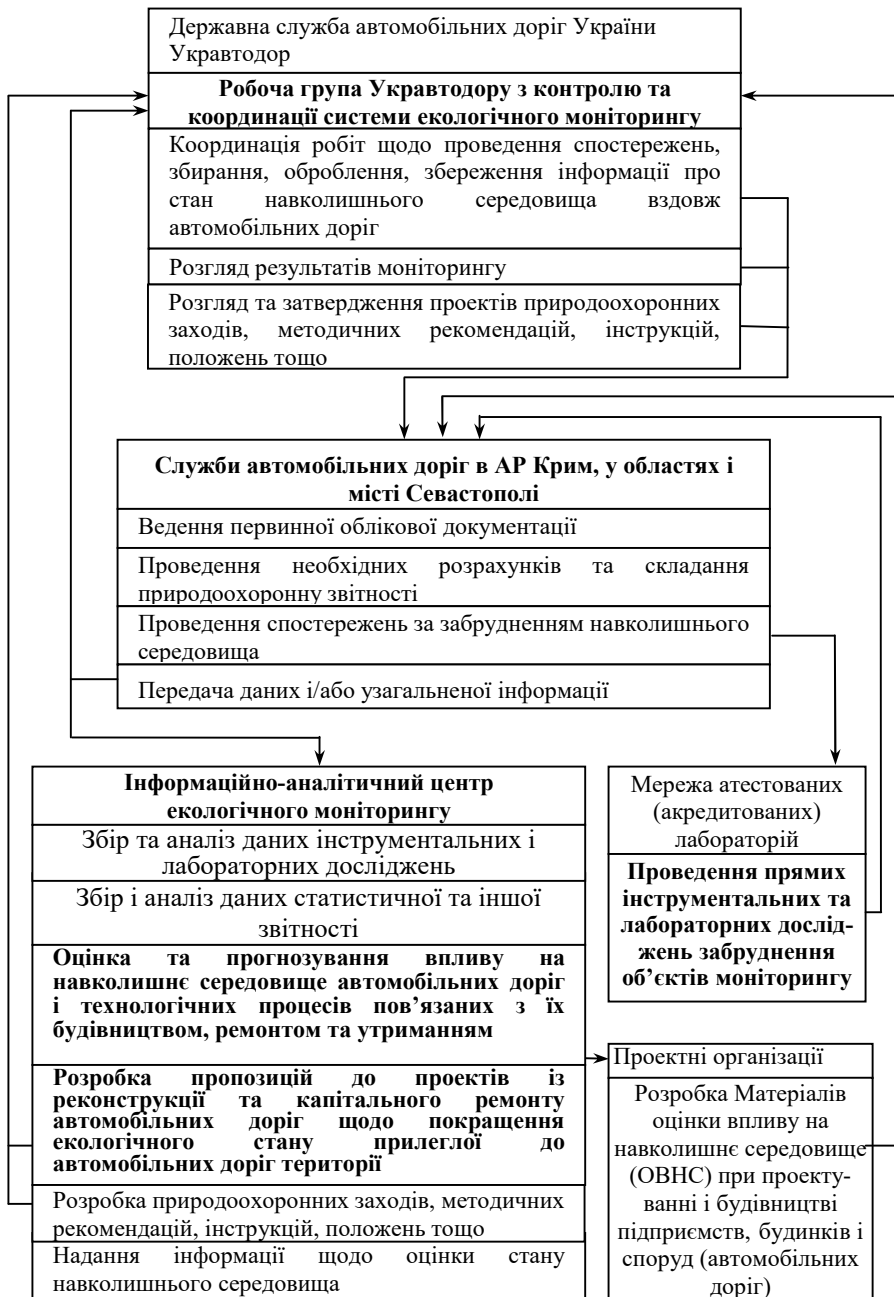 Державна служба автомобільних доріг України
Укравтодор
Робоча група Укравтодору з контролю та
координації системи екологічного моніторингу
Координація робіт щодо проведення спостережень,
збирання, оброблення, збереження інформації про
стан навколишнього середовища вздовж
автомобільних доріг
Розгляд результатів моніторингу
Розгляд та затвердження проектів природоохоронних
заходів, методичних рекомендацій, інструкцій,
положень тощо
Служби автомобільних доріг в АР Крим, у областях і
місті Севастополі
Ведення первинної облікової документації
Проведення необхідних розрахунків та складання
природоохоронну звітності
Проведення спостережень за забрудненням навколишнього
середовища
Передача даних і/або узагальненої інформації
Інформаційно-аналітичний центр
екологічного моніторингу
Збір та аналіз даних інструментальних і
лабораторних досліджень
Збір і аналіз даних статистичної та іншої
звітності
Оцінка та прогнозування впливу на
навколишнє середовище автомобільних доріг
і технологічних процесів пов’язаних з їх
будівництвом, ремонтом та утриманням
Розробка пропозицій до проектів із
реконструкції та капітального ремонту
автомобільних доріг щодо покращення
екологічного стану прилеглої до
автомобільних доріг території
Розробка природоохоронних заходів, методичних
рекомендацій, інструкцій, положень тощо
Надання інформації щодо оцінки стану
навколишнього середовища
Мережа атестованих
(акредитованих)
лабораторій
Проведення прямих
інструментальних та
лабораторних дослід-
жень забруднення
об’єктів моніторингу
Проектні організації
Розробка Матеріалів
оцінки впливу на
навколишнє середовище
(ОВНС) при проекту-
ванні і будівництві
підприємств, будинків і
споруд (автомобільних
доріг)